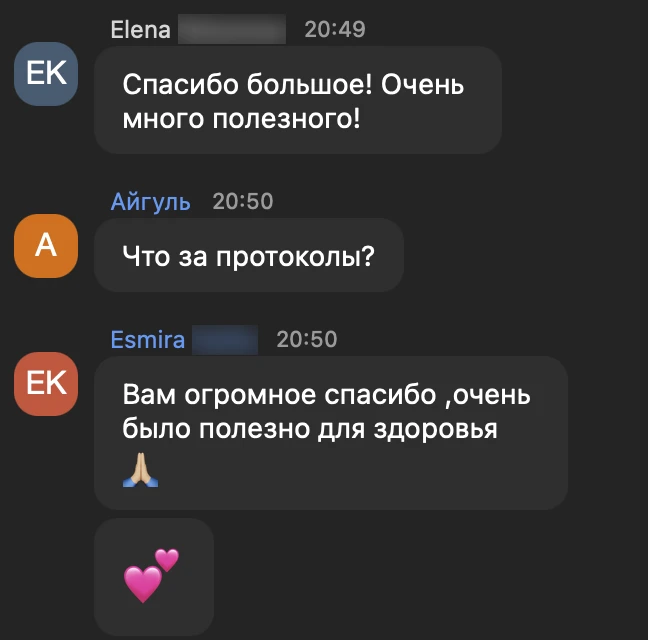 Elena 20:49
EK
Спасибо большое! Очень
много полезного!
Айгуль 20:50
A
Что за протоколы?
Esmira 20:50
EK
Вам огромное спасибо ,очень
было полезно для здоровья
🙏🏼
💕